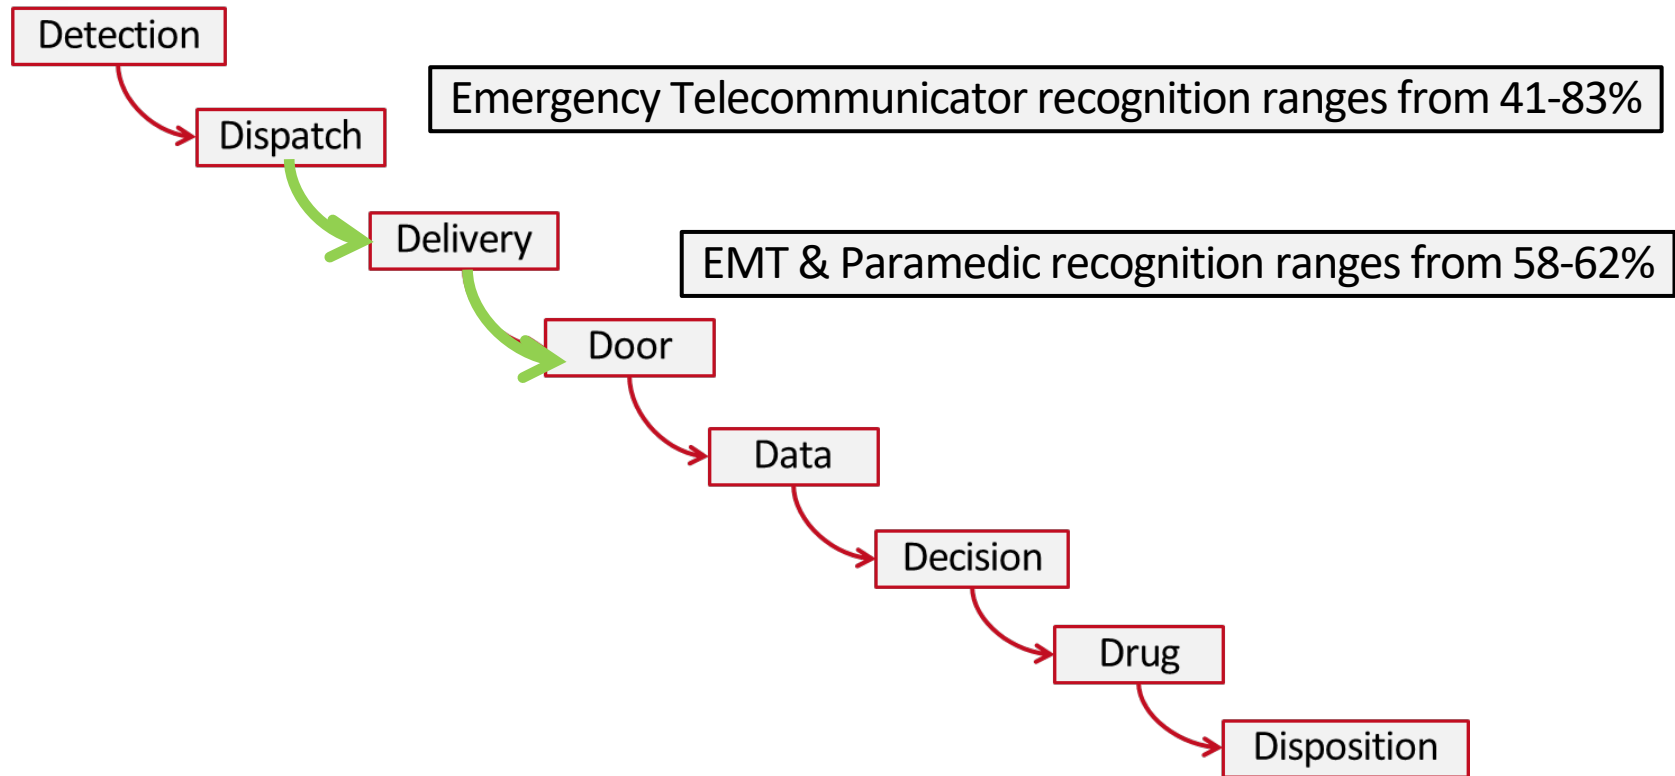 Detection
Emergency Telecommunicator recognition ranges from 41-83%
Dispatch
Delivery
EMT & Paramedic recognition ranges from 58-62%
Door
Data
Decision
Drug
Disposition